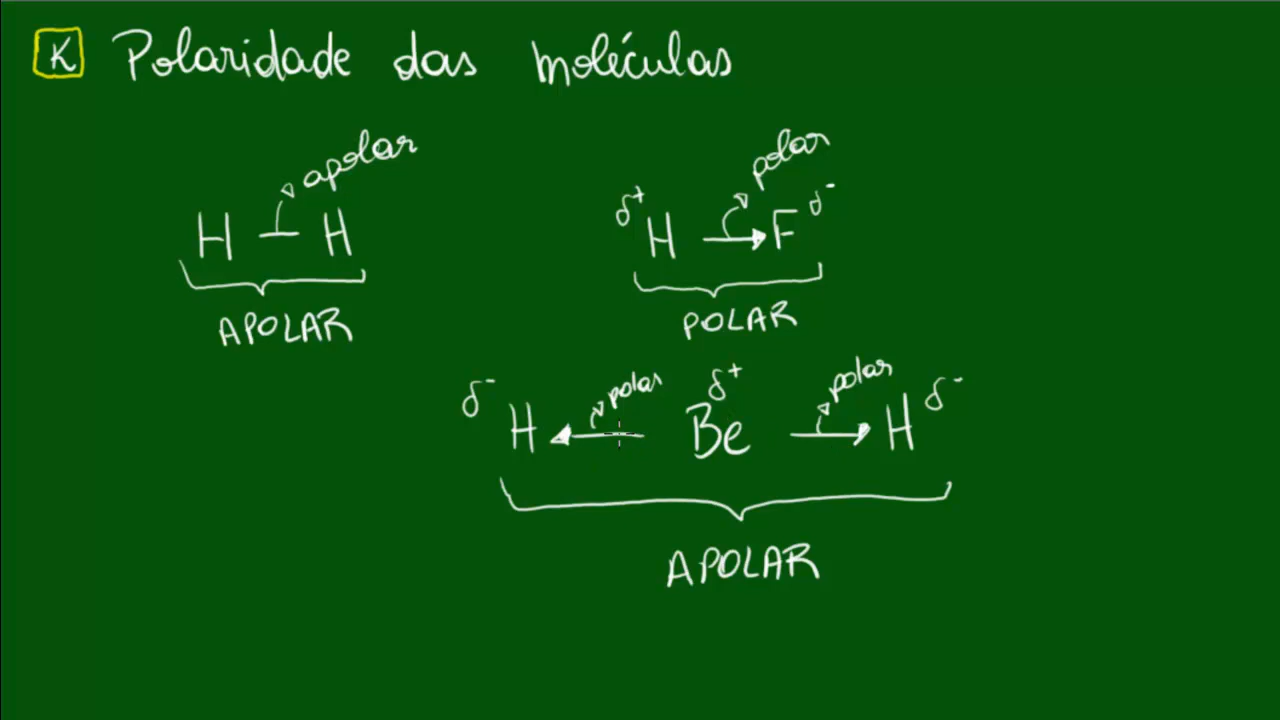 K Polaridade das moléculas
apolar
polar
H — H
δ+ H → F δ-
APOLAR
POLAR
polar
polar
δ- H ← Be δ+ → H δ-
APOLAR